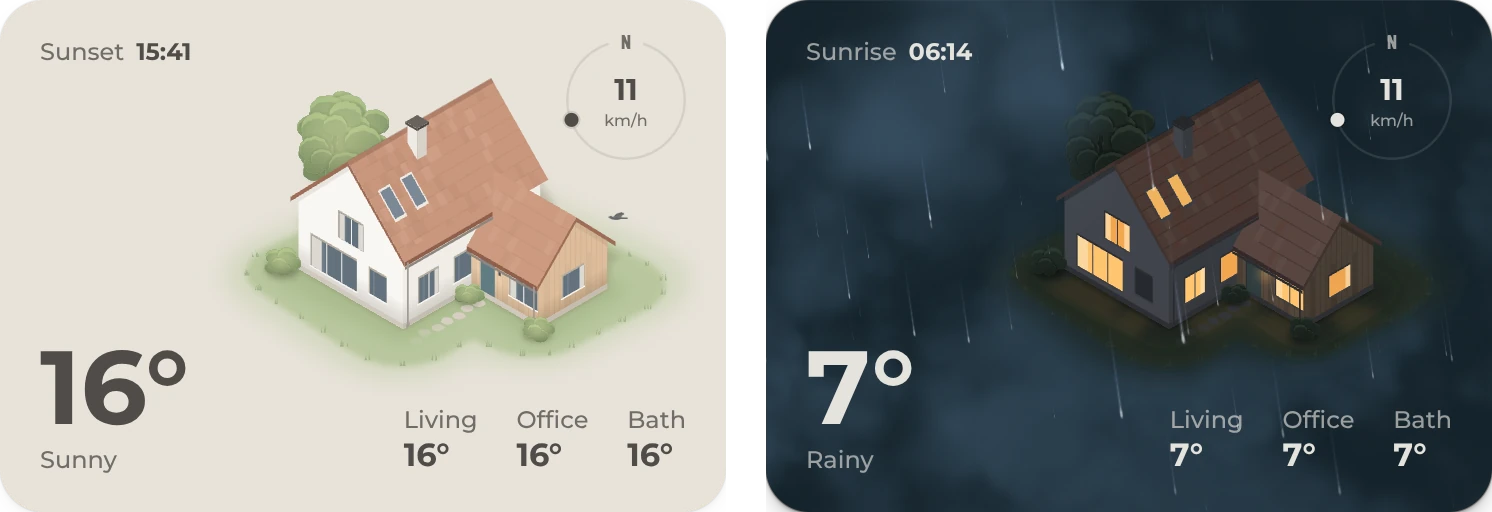 Sunset 15:41
N
11
km/h
16°
Sunny
Living Office Bath
16° 16° 16°
Sunrise 06:14
N
11
km/h
7°
Rainy
Living Office Bath
7° 7° 7°